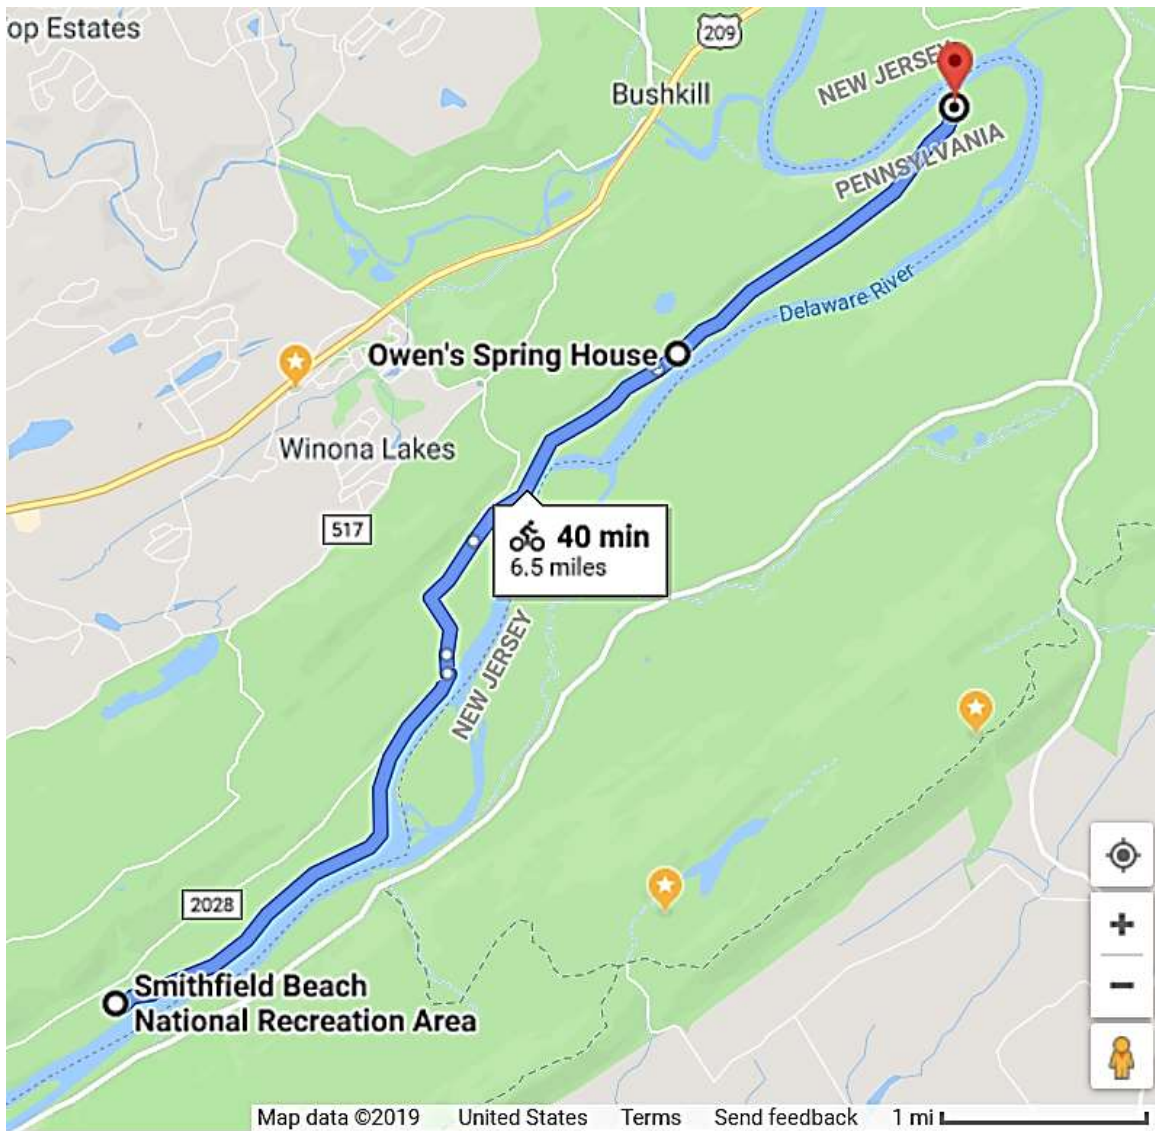 op Estates
209
NEW JERSEY
Bushkill
PENNSYLVANIA
Delaware River
Owen's Spring House
Winona Lakes
517
40 min
6.5 miles
NEW JERSEY
2028
Smithfield Beach
National Recreation Area
Map data ©2019 United States Terms Send feedback 1 mi